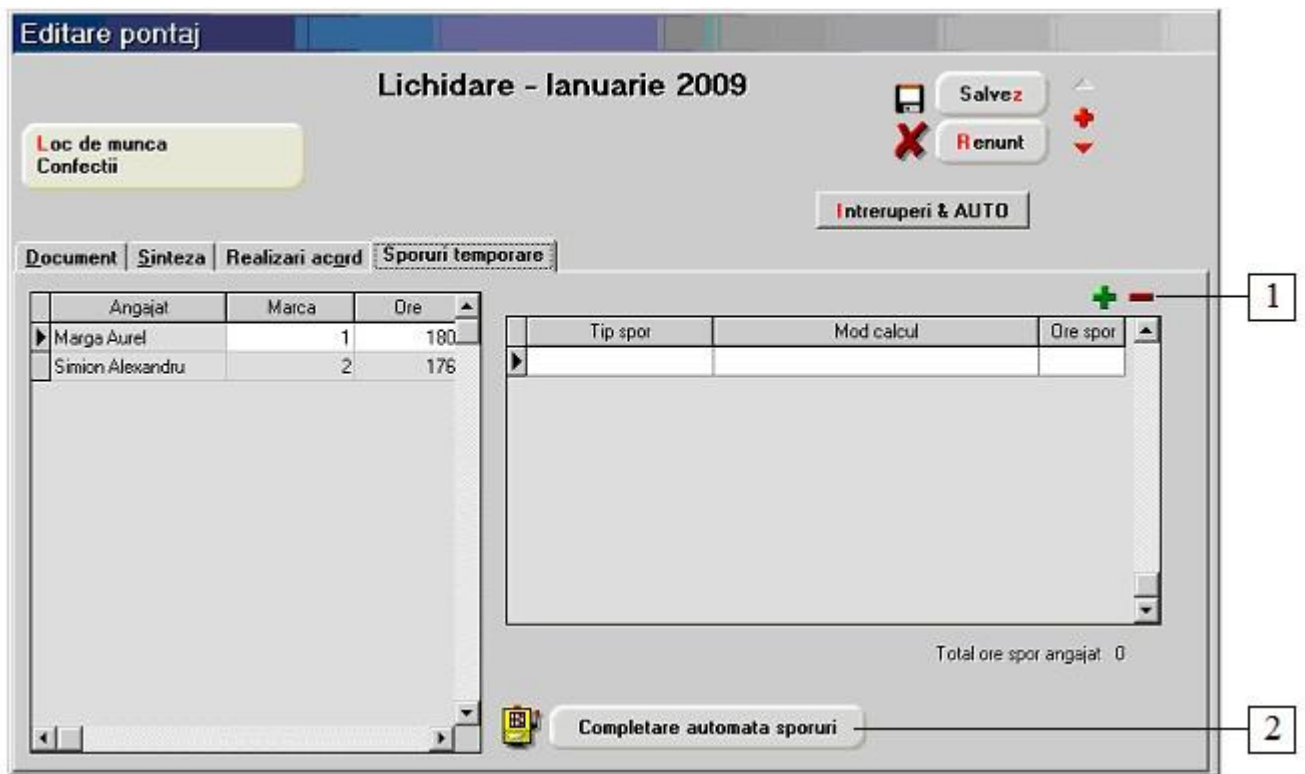 Editare pontaj
Lichidare - Ianuarie 2009
Salvez
Loc de munca
Confectii
Renunt
Intreruperi & AUTO
Document Sinteza Realizari acord Sporuri temporare
1
Angajat Marca Ore
Marga Aurel 1 180
Simion Alexandru 2 176
Tip spor Mod calcul Ore spor
Total ore spor angajat 0
Completare automata sporuri
2